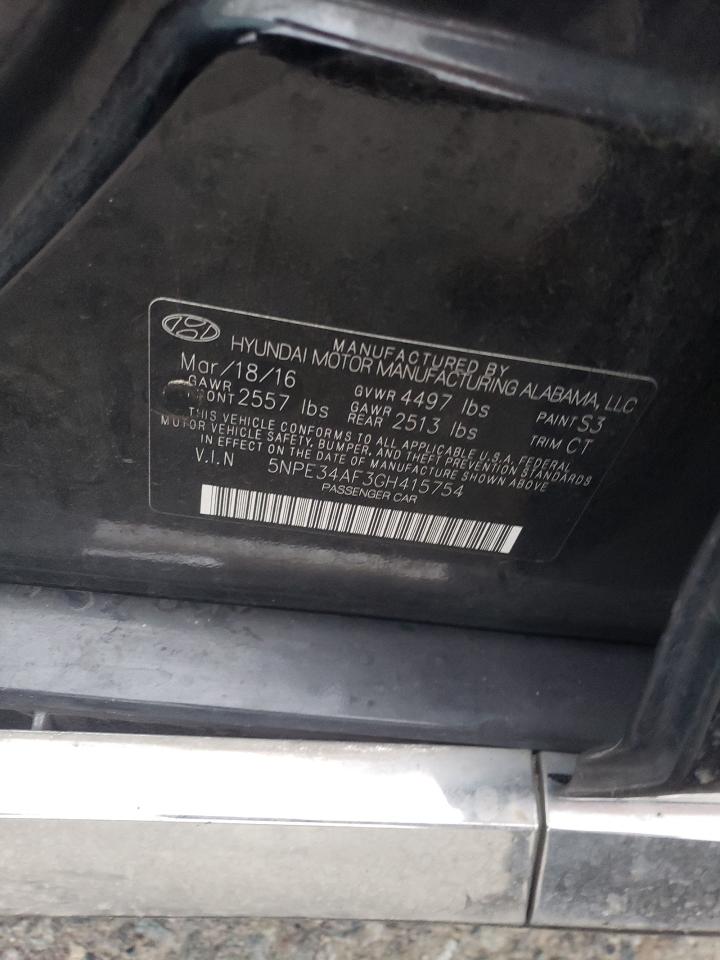 MANUFACTURED BY
HYUNDAI MOTOR MANUFACTURING ALABAMA, LLC
Mar/18/16 GVWR 4497 lbs PAINT S3
GAWR FRONT 2557 lbs GAWR REAR 2513 lbs TRIM CT
THIS VEHICLE CONFORMS TO ALL APPLICABLE U.S.A. FEDERAL
MOTOR VEHICLE SAFETY, BUMPER, AND THEFT PREVENTION STANDARDS
IN EFFECT ON THE DATE OF MANUFACTURE SHOWN ABOVE
V.I.N 5NPE34AF3GH415754
PASSENGER CAR